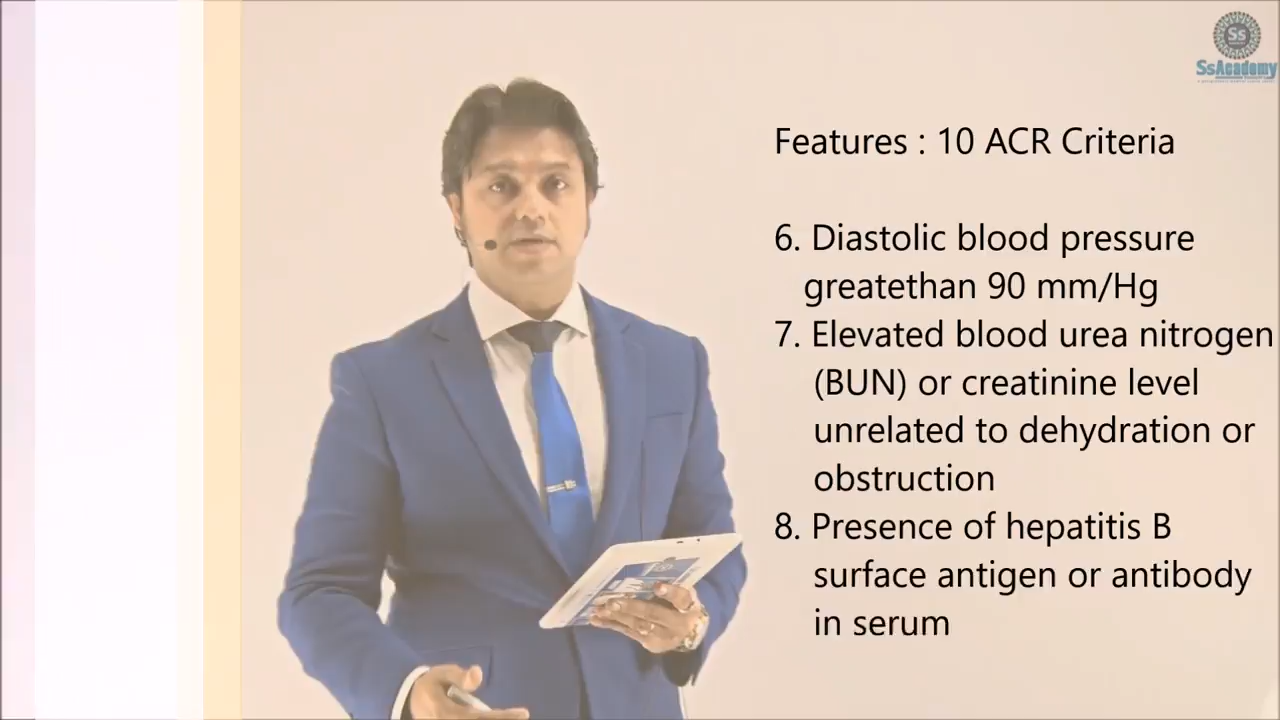 Ss
SsAcademy
Features : 10 ACR Criteria
6. Diastolic blood pressure
greatethan 90 mm/Hg
7. Elevated blood urea nitrogen
(BUN) or creatinine level
unrelated to dehydration or
obstruction
8. Presence of hepatitis B
surface antigen or antibody
in serum